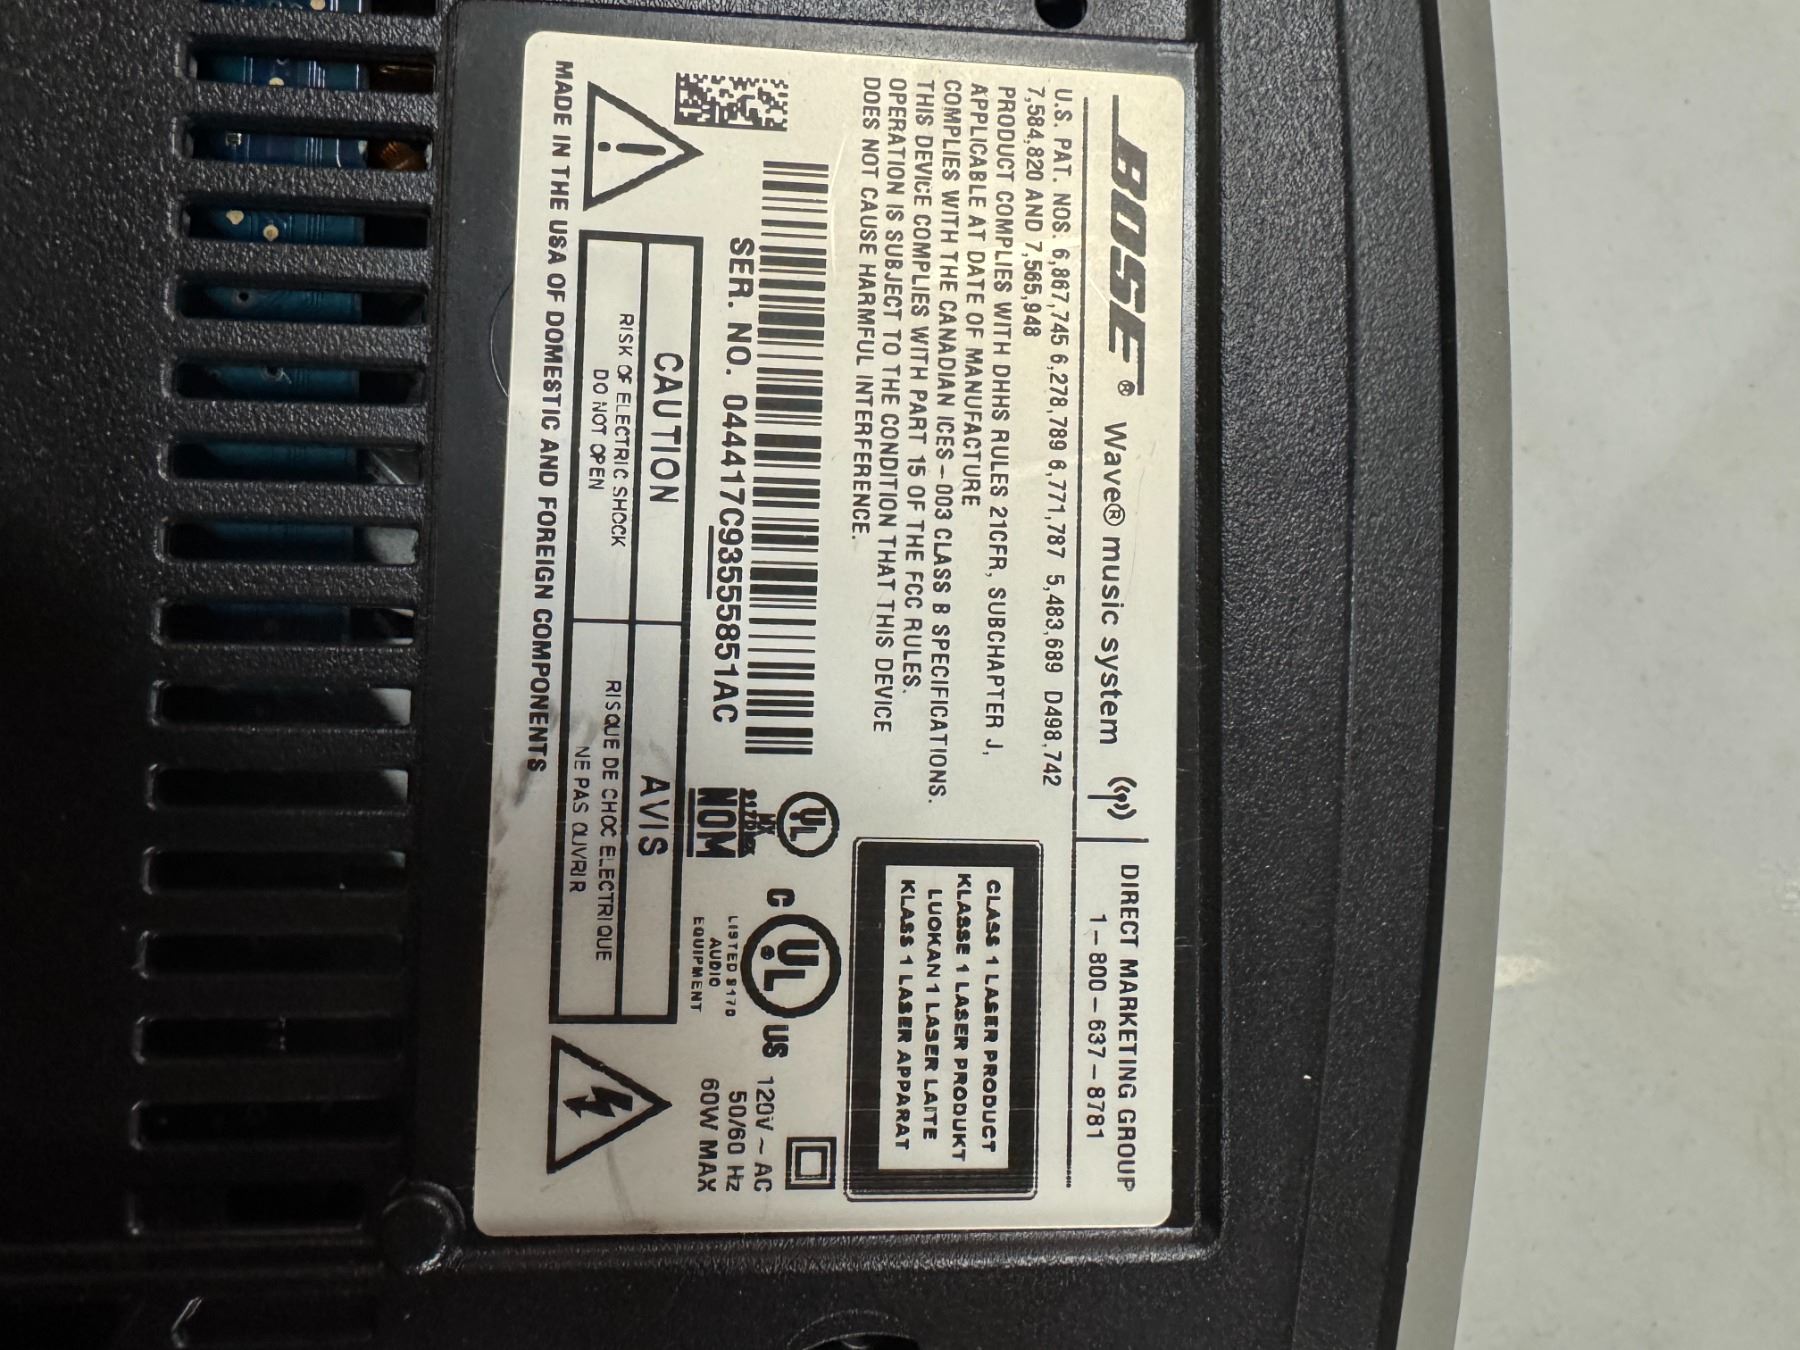 BOSE® Wave® music system
DIRECT MARKETING GROUP
1-800-637-8781
U.S. PAT. NOS. 6,867,745 6,278,789 6,771,787 5,483,689 D498,742
7,584,820 AND 7,565,948
PRODUCT COMPLIES WITH DHHS RULES 21CFR, SUBCHAPTER J,
APPLICABLE AT DATE OF MANUFACTURE
COMPLIES WITH THE CANADIAN ICES-003 CLASS B SPECIFICATIONS.
THIS DEVICE COMPLIES WITH PART 15 OF THE FCC RULES.
OPERATION IS SUBJECT TO THE CONDITION THAT THIS DEVICE
DOES NOT CAUSE HARMFUL INTERFERENCE.
CLASS 1 LASER PRODUCT
KLASSE 1 LASER PRODUKT
LUOKAN 1 LASER LAITE
KLASS 1 LASER APPARAT
SER. NO. 044417C93555851AC
UL
MX
NOM
C UL US
LISTED 917D
AUDIO
EQUIPMENT
120V ~ AC
50/60 Hz
60W MAX
CAUTION
RISK OF ELECTRIC SHOCK
DO NOT OPEN
AVIS
RISQUE DE CHOC ELECTRIQUE
NE PAS OUVRIR
MADE IN THE USA OF DOMESTIC AND FOREIGN COMPONENTS